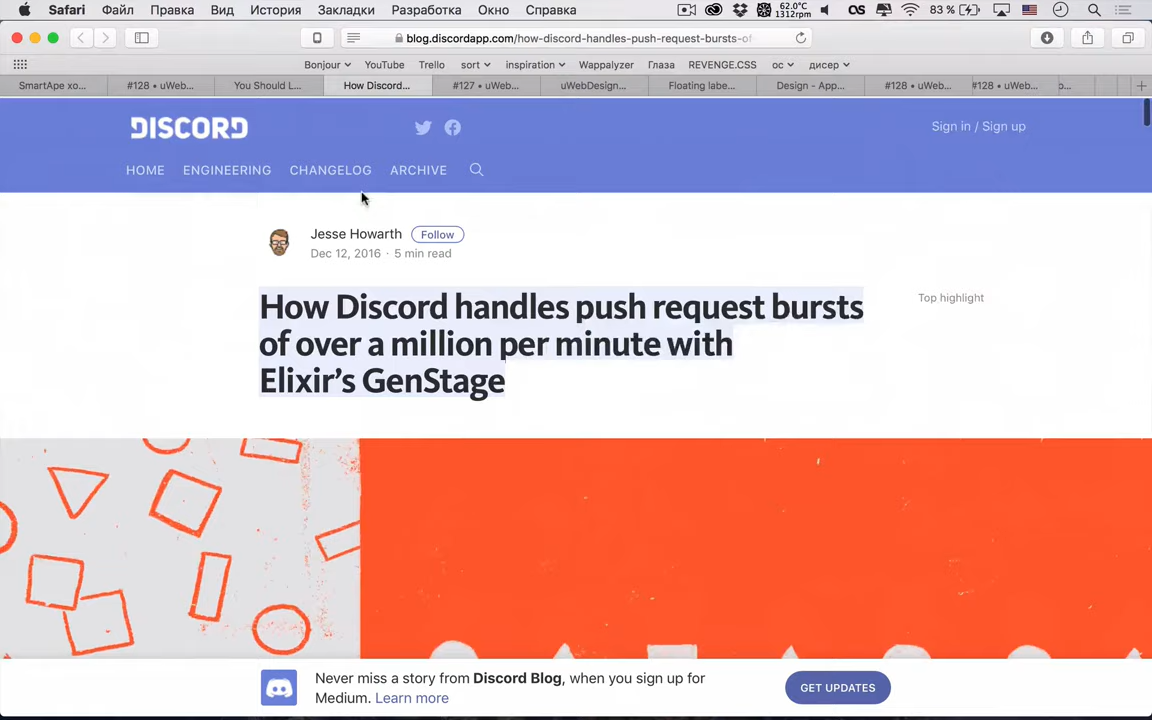 Safari Файл Правка Вид История Закладки Разработка Окно Справка 62.0°C 1312rpm 83 %
blog.discordapp.com/how-discord-handles-push-request-bursts-of
Bonjour YouTube Trello sort inspiration Wappalyzer Глаза REVENGE.CSS ос дисер
SmartApe хо... #128 • uWeb... You Should L... How Discord... #127 • uWeb... uWebDesign... Floating labe... Design - App... #128 • uWeb... #128 • uWeb...
DISCORD
Sign in / Sign up
HOME ENGINEERING CHANGELOG ARCHIVE
Jesse Howarth Follow
Dec 12, 2016 · 5 min read
How Discord handles push request bursts
of over a million per minute with
Elixir’s GenStage
Top highlight
Never miss a story from Discord Blog, when you sign up for
Medium. Learn more
GET UPDATES